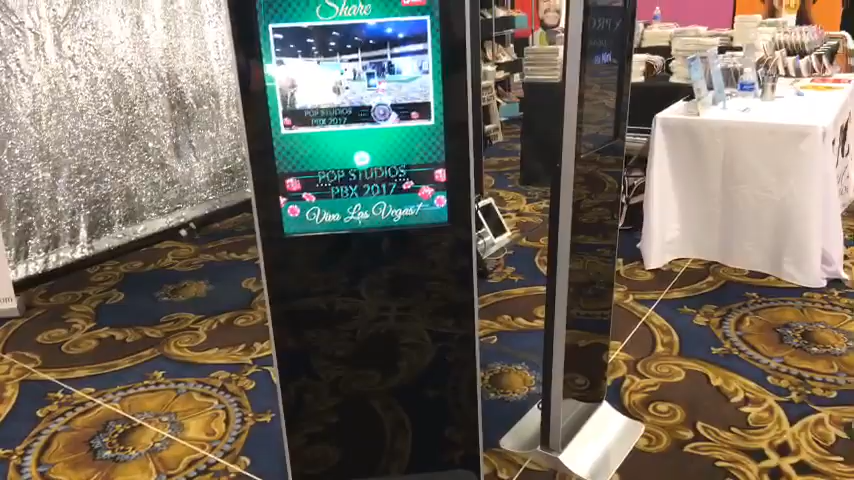 Share
POP STUDIOS
PBX 2017
POP STUDIOS
PBX 2017
Viva Las Vegas!